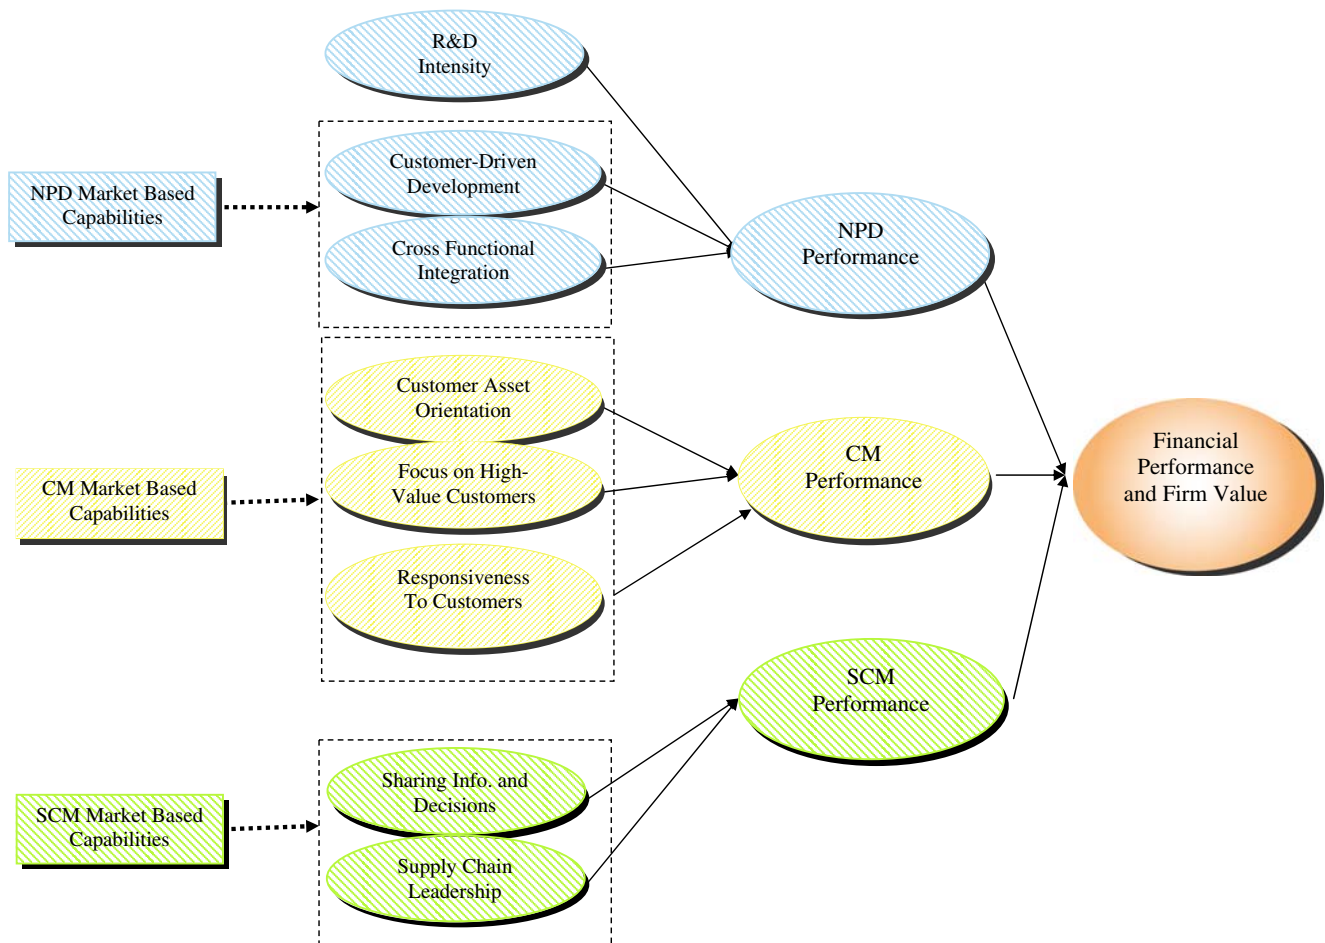 R&D
Intensity
NPD Market Based
Capabilities
Customer-Driven
Development
Cross Functional
Integration
NPD
Performance
CM Market Based
Capabilities
Customer Asset
Orientation
Focus on High-
Value Customers
Responsiveness
To Customers
CM
Performance
Financial
Performance
and Firm Value
SCM Market Based
Capabilities
Sharing Info. and
Decisions
Supply Chain
Leadership
SCM
Performance